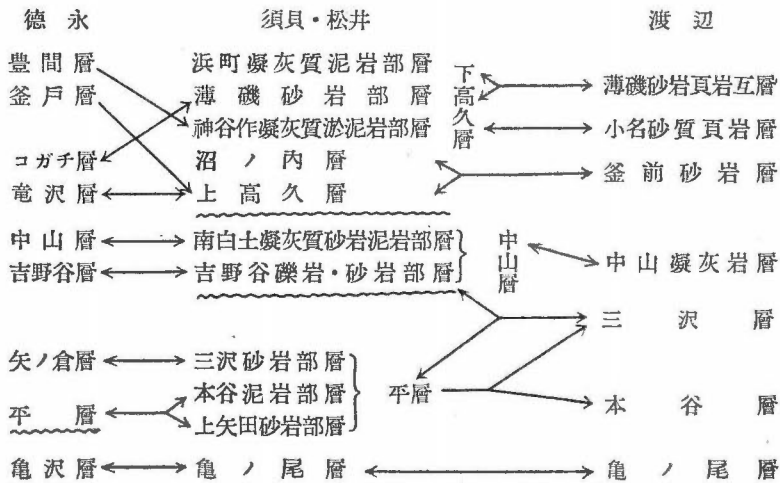 徳永 須貝・松井 渡辺
豊間層 浜町凝灰質泥岩部層
釜戸層 薄磯砂岩部層 下高久層 薄磯砂岩頁岩互層
神谷作凝灰質淤泥岩部層 小名砂質頁岩層
コガチ層 沼ノ内層 釜前砂岩層
竜沢層 上高久層
中山層 南白土凝灰質砂岩泥岩部層 中山層 中山凝灰岩層
吉野谷層 吉野谷礫岩・砂岩部層
三沢層
矢ノ倉層 三沢砂岩部層
本谷泥岩部層 平層 本谷層
平層 上矢田砂岩部層
亀沢層 亀ノ尾層 亀ノ尾層